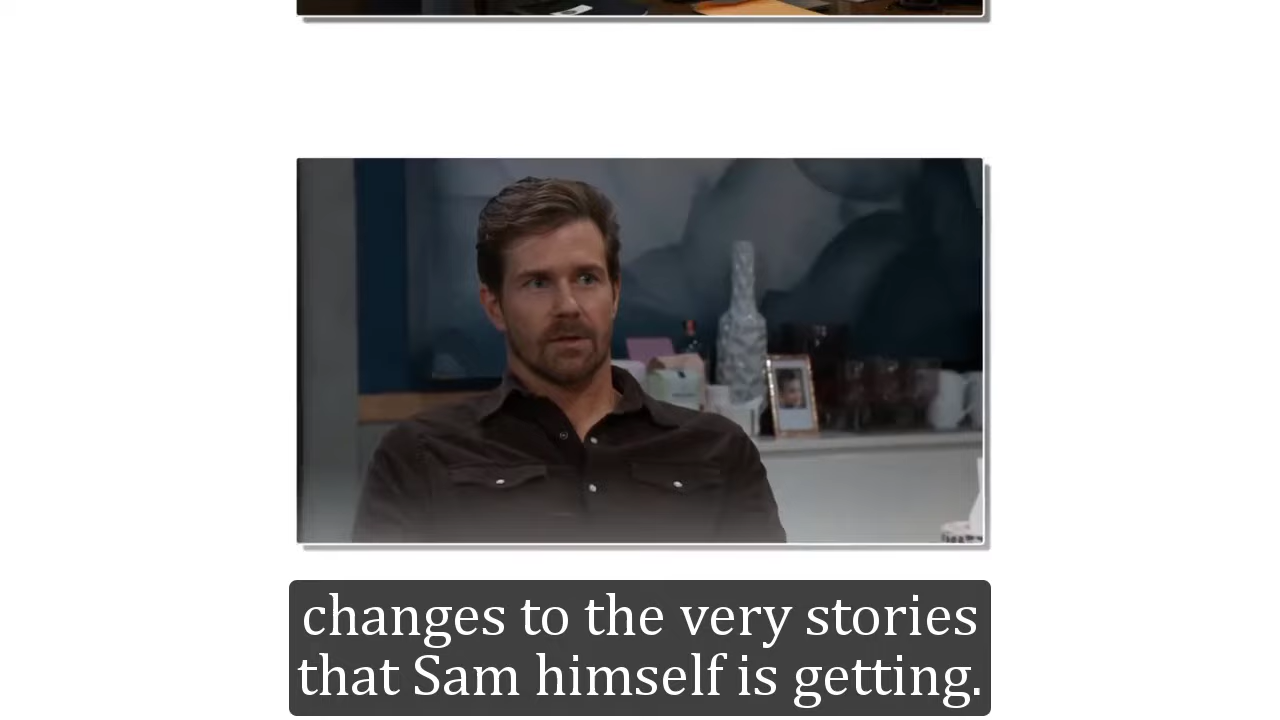 changes to the very stories
that Sam himself is getting.